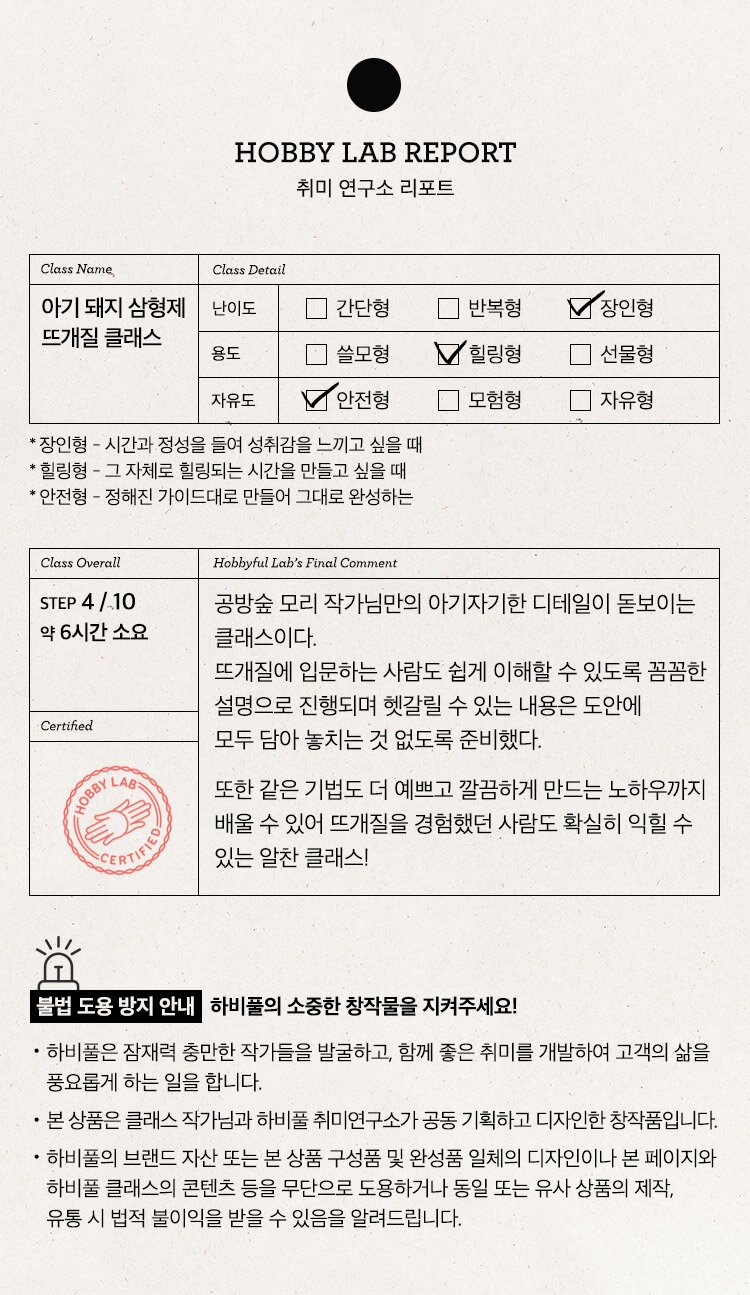 HOBBY LAB REPORT
취미 연구소 리포트
Class Name
Class Detail
아기 돼지 삼형제
뜨개질 클래스
난이도 간단형 반복형 장인형
용도 쓸모형 힐링형 선물형
자유도 안전형 모험형 자유형
* 장인형 - 시간과 정성을 들여 성취감을 느끼고 싶을 때
* 힐링형 - 그 자체로 힐링되는 시간을 만들고 싶을 때
* 안전형 - 정해진 가이드대로 만들어 그대로 완성하는
Class Overall
STEP 4 / 10
약 6시간 소요
Certified
HOBBY LAB
CERTIFIED
Hobbyful Lab's Final Comment
공방숲 모리 작가님만의 아기자기한 디테일이 돋보이는
클래스이다.
뜨개질에 입문하는 사람도 쉽게 이해할 수 있도록 꼼꼼한
설명으로 진행되며 헷갈릴 수 있는 내용은 도안에
모두 담아 놓치는 것 없도록 준비했다.
또한 같은 기법도 더 예쁘고 깔끔하게 만드는 노하우까지
배울 수 있어 뜨개질을 경험했던 사람도 확실히 익힐 수
있는 알찬 클래스!
불법 도용 방지 안내 하비풀의 소중한 창작물을 지켜주세요!
• 하비풀은 잠재력 충만한 작가들을 발굴하고, 함께 좋은 취미를 개발하여 고객의 삶을
풍요롭게 하는 일을 합니다.
• 본 상품은 클래스 작가님과 하비풀 취미연구소가 공동 기획하고 디자인한 창작품입니다.
• 하비풀의 브랜드 자산 또는 본 상품 구성품 및 완성품 일체의 디자인이나 본 페이지와
하비풀 클래스의 콘텐츠 등을 무단으로 도용하거나 동일 또는 유사 상품의 제작,
유통 시 법적 불이익을 받을 수 있음을 알려드립니다.